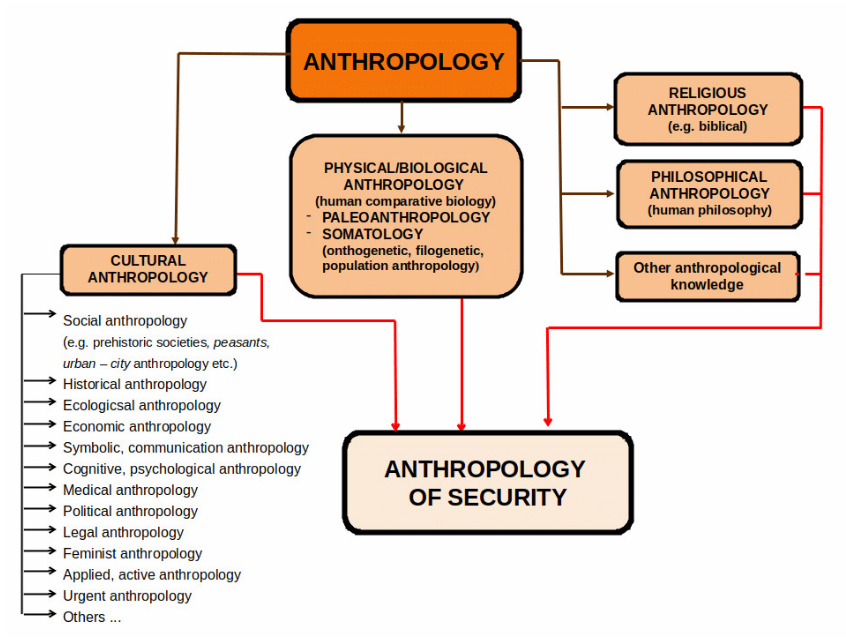 ANTHROPOLOGY
RELIGIOUS
ANTHROPOLOGY
(e.g. biblical)
PHYSICAL/BIOLOGICAL
ANTHROPOLOGY
(human comparative biology)
- PALEOANTHROPOLOGY
- SOMATOLOGY
(onthogenetic, filogenetic,
population anthropology)
PHILOSOPHICAL
ANTHROPOLOGY
(human philosophy)
CULTURAL
ANTHROPOLOGY
Other anthropological
knowledge
Social anthropology
(e.g. prehistoric societies, peasants,
urban – city anthropology etc.)
Historical anthropology
Ecologicsal anthropology
Economic anthropology
Symbolic, communication anthropology
Cognitive, psychological anthropology
Medical anthropology
Political anthropology
Legal anthropology
Feminist anthropology
Applied, active anthropology
Urgent anthropology
Others ...
ANTHROPOLOGY
OF SECURITY